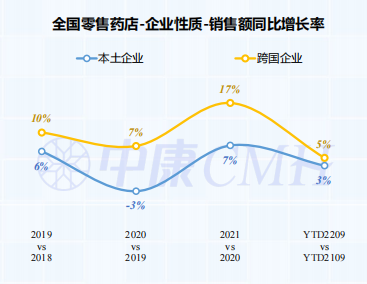 全国零售药店-企业性质-销售额同比增长率
本土企业 跨国企业
10% 7% 17% 5%
6% -3% 7% 3%
中康CMH
2019 2020 2021 YTD2209
vs vs vs vs
2018 2019 2020 YTD2109